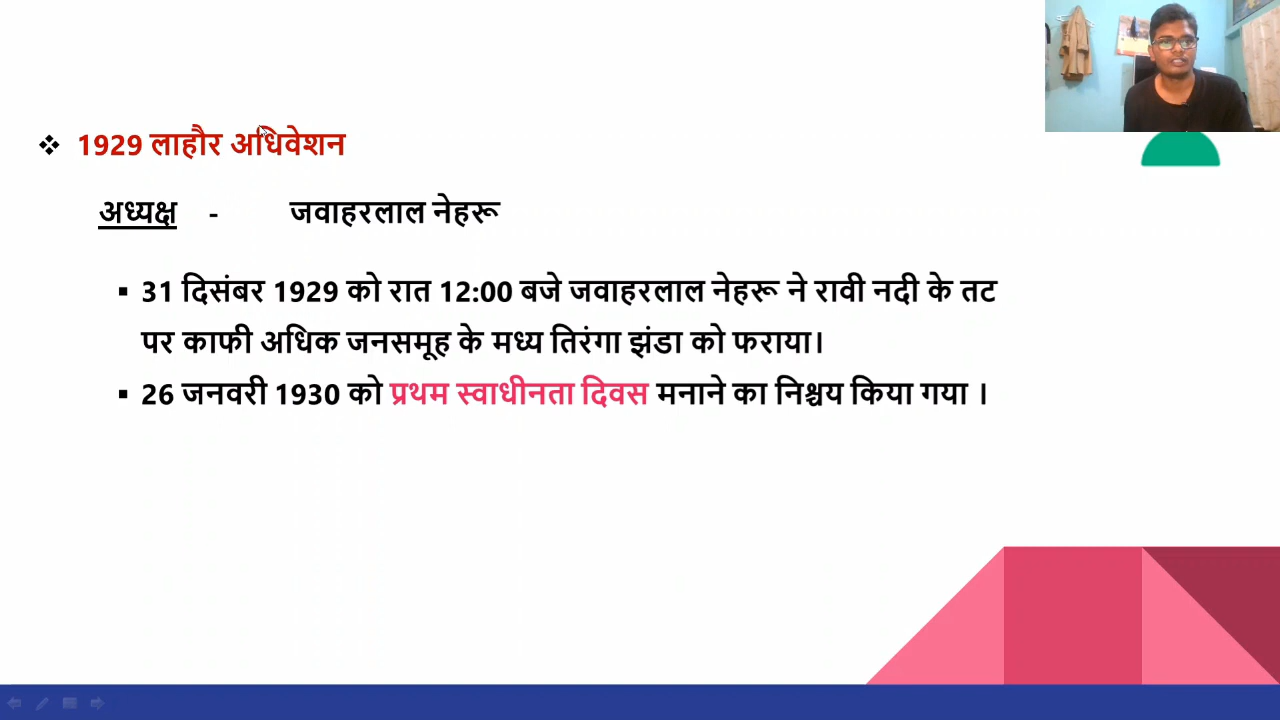 ❖ 1929 लाहौर अधिवेशन
अध्यक्ष - जवाहरलाल नेहरू
▪ 31 दिसंबर 1929 को रात 12:00 बजे जवाहरलाल नेहरू ने रावी नदी के तट
पर काफी अधिक जनसमूह के मध्य तिरंगा झंडा को फराया।
▪ 26 जनवरी 1930 को प्रथम स्वाधीनता दिवस मनाने का निश्चय किया गया ।